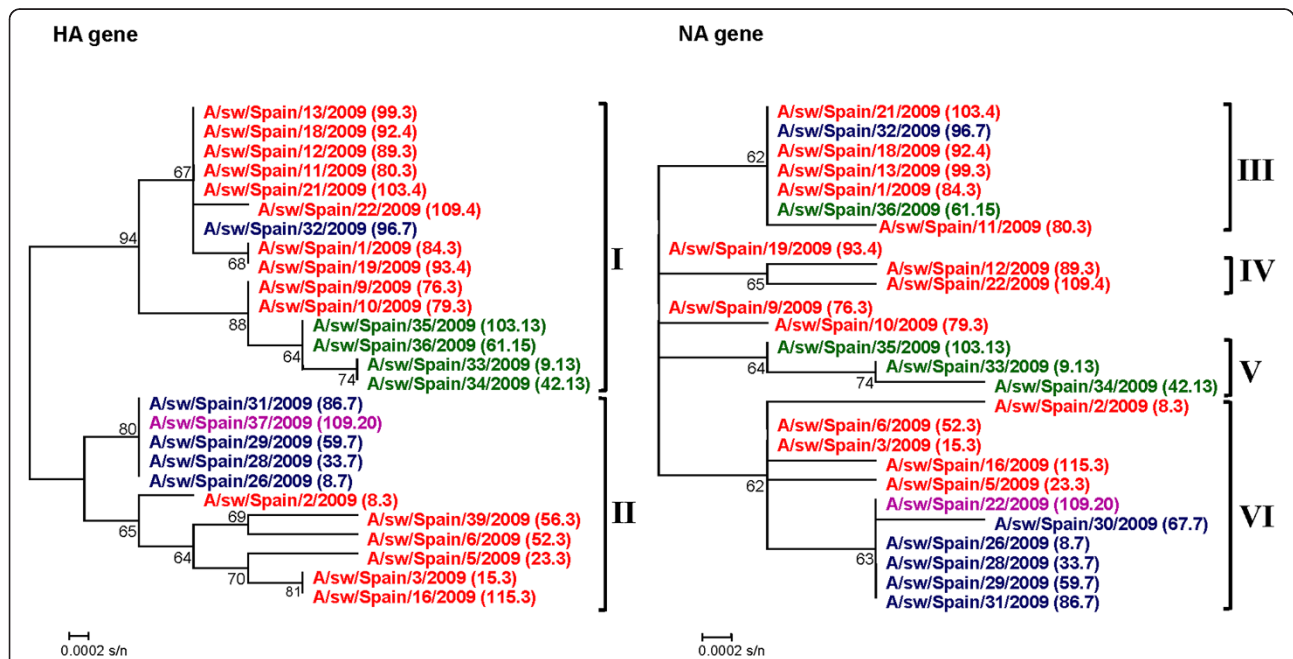 HA gene
A/sw/Spain/13/2009 (99.3)
A/sw/Spain/18/2009 (92.4)
A/sw/Spain/12/2009 (89.3)
67
A/sw/Spain/11/2009 (80.3)
A/sw/Spain/21/2009 (103.4)
A/sw/Spain/22/2009 (109.4)
A/sw/Spain/32/2009 (96.7)
94
A/sw/Spain/1/2009 (84.3)
68
A/sw/Spain/19/2009 (93.4)
I
A/sw/Spain/9/2009 (76.3)
A/sw/Spain/10/2009 (79.3)
88
A/sw/Spain/35/2009 (103.13)
A/sw/Spain/36/2009 (61.15)
64
A/sw/Spain/33/2009 (9.13)
74
A/sw/Spain/34/2009 (42.13)
A/sw/Spain/31/2009 (86.7)
A/sw/Spain/37/2009 (109.20)
80
A/sw/Spain/29/2009 (59.7)
A/sw/Spain/28/2009 (33.7)
A/sw/Spain/26/2009 (8.7)
A/sw/Spain/2/2009 (8.3)
II
69
A/sw/Spain/39/2009 (56.3)
65
A/sw/Spain/6/2009 (52.3)
64
A/sw/Spain/5/2009 (23.3)
70
A/sw/Spain/3/2009 (15.3)
81
A/sw/Spain/16/2009 (115.3)
0.0002 s/n
NA gene
A/sw/Spain/21/2009 (103.4)
A/sw/Spain/32/2009 (96.7)
62
A/sw/Spain/18/2009 (92.4)
A/sw/Spain/13/2009 (99.3)
III
A/sw/Spain/1/2009 (84.3)
A/sw/Spain/36/2009 (61.15)
A/sw/Spain/11/2009 (80.3)
A/sw/Spain/19/2009 (93.4)
A/sw/Spain/12/2009 (89.3)
IV
65
A/sw/Spain/22/2009 (109.4)
A/sw/Spain/9/2009 (76.3)
A/sw/Spain/10/2009 (79.3)
A/sw/Spain/35/2009 (103.13)
64
A/sw/Spain/33/2009 (9.13)
V
74
A/sw/Spain/34/2009 (42.13)
A/sw/Spain/2/2009 (8.3)
A/sw/Spain/6/2009 (52.3)
A/sw/Spain/3/2009 (15.3)
A/sw/Spain/16/2009 (115.3)
62
A/sw/Spain/5/2009 (23.3)
A/sw/Spain/22/2009 (109.20)
VI
A/sw/Spain/30/2009 (67.7)
A/sw/Spain/26/2009 (8.7)
63
A/sw/Spain/28/2009 (33.7)
A/sw/Spain/29/2009 (59.7)
A/sw/Spain/31/2009 (86.7)
0.0002 s/n